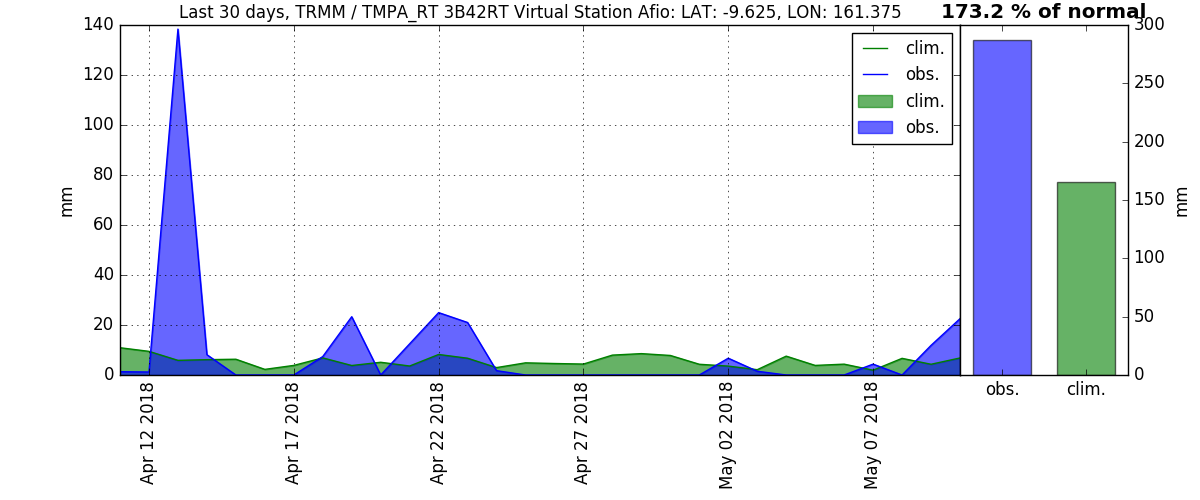 Last 30 days, TRMM / TMPA_RT 3B42RT Virtual Station Afio: LAT: -9.625, LON: 161.375
173.2 % of normal
140
120
100
80
60
40
20
0
mm
clim.
obs.
clim.
obs.
Apr 12 2018
Apr 17 2018
Apr 22 2018
Apr 27 2018
May 02 2018
May 07 2018
300
250
200
150
100
50
0
mm
obs.
clim.